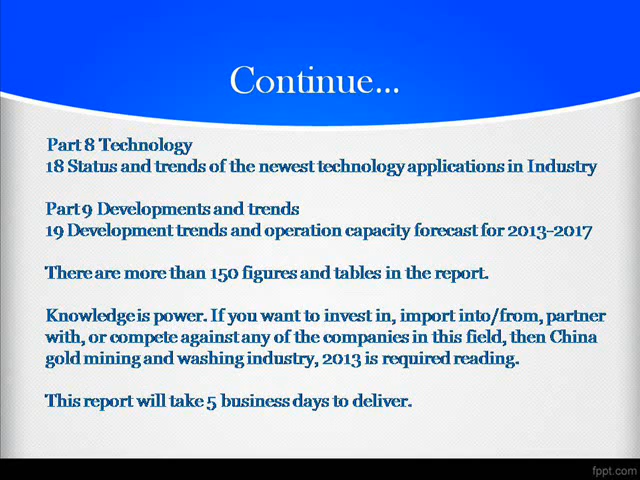 Continue...
Part 8 Technology
18 Status and trends of the newest technology applications in Industry
Part 9 Developments and trends
19 Development trends and operation capacity forecast for 2013-2017
There are more than 150 figures and tables in the report.
Knowledge is power. If you want to invest in, import into/from, partner
with, or compete against any of the companies in this field, then China
gold mining and washing industry, 2013 is required reading.
This report will take 5 business days to deliver.
fppt.com